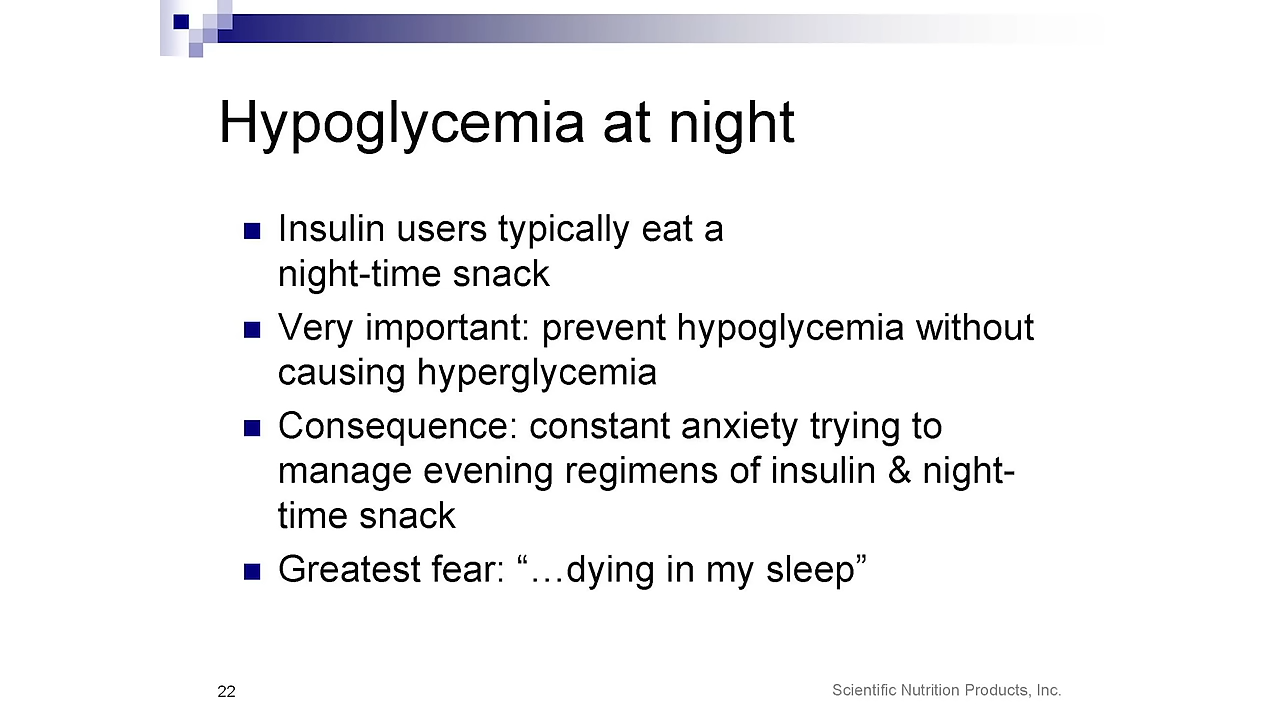 Hypoglycemia at night
Insulin users typically eat a
night-time snack
Very important: prevent hypoglycemia without
causing hyperglycemia
Consequence: constant anxiety trying to
manage evening regimens of insulin & night-
time snack
Greatest fear: “…dying in my sleep”
22
Scientific Nutrition Products, Inc.